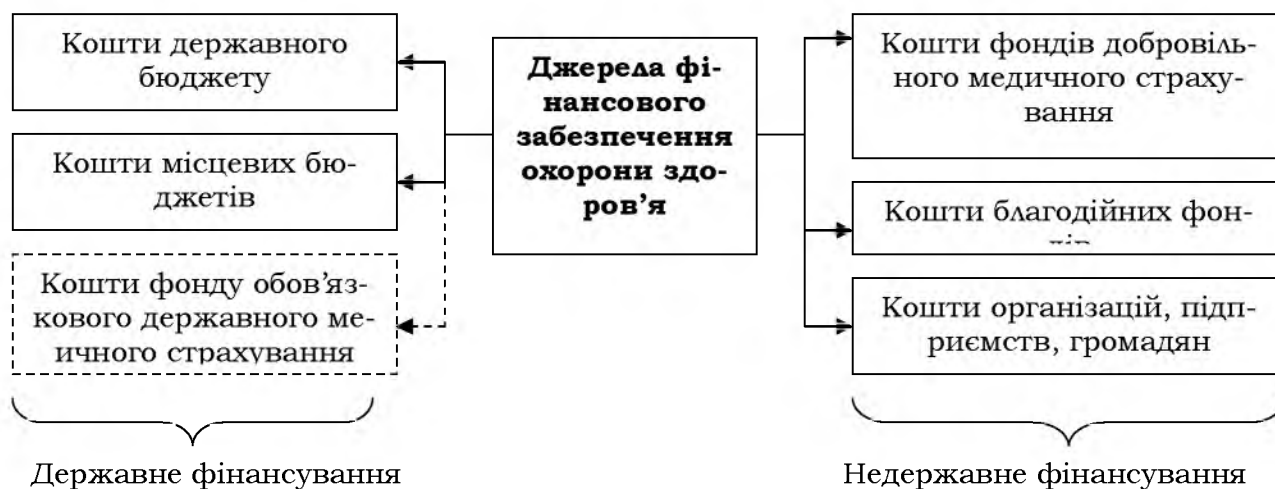 Кошти державного
бюджету
Кошти місцевих бю-
джетів
Кошти фонду обов’яз-
кового державного ме-
ичного страхування
Державне фінансування
Джерела фі-
нансового
забезпечення
охорони здо-
ров’я
Кошти фондів добровіль-
ного медичного страху-
вання
Кошти благодійних фон-
Кошти організацій, підп-
риємств, громадян
Недержавне фінансування